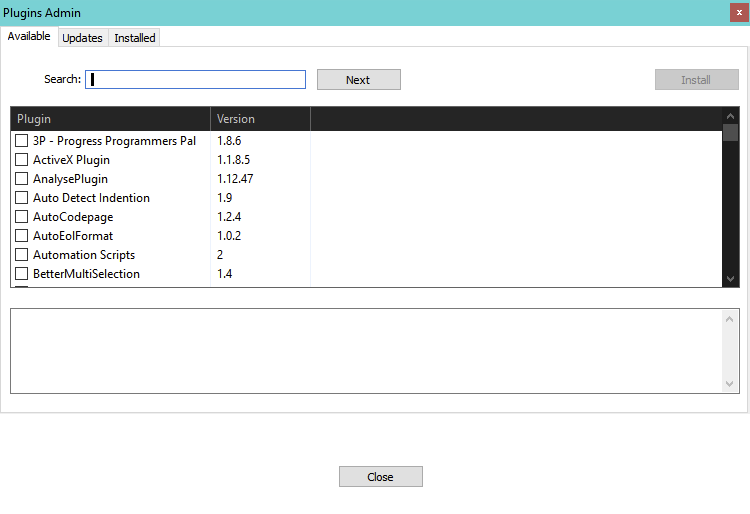 Plugins Admin
x
Available Updates Installed
Search: Next Install
Plugin Version
3P - Progress Programmers Pal 1.8.6
ActiveX Plugin 1.1.8.5
AnalysePlugin 1.12.47
Auto Detect Indention 1.9
AutoCodepage 1.2.4
AutoEolFormat 1.0.2
Automation Scripts 2
BetterMultiSelection 1.4
Close